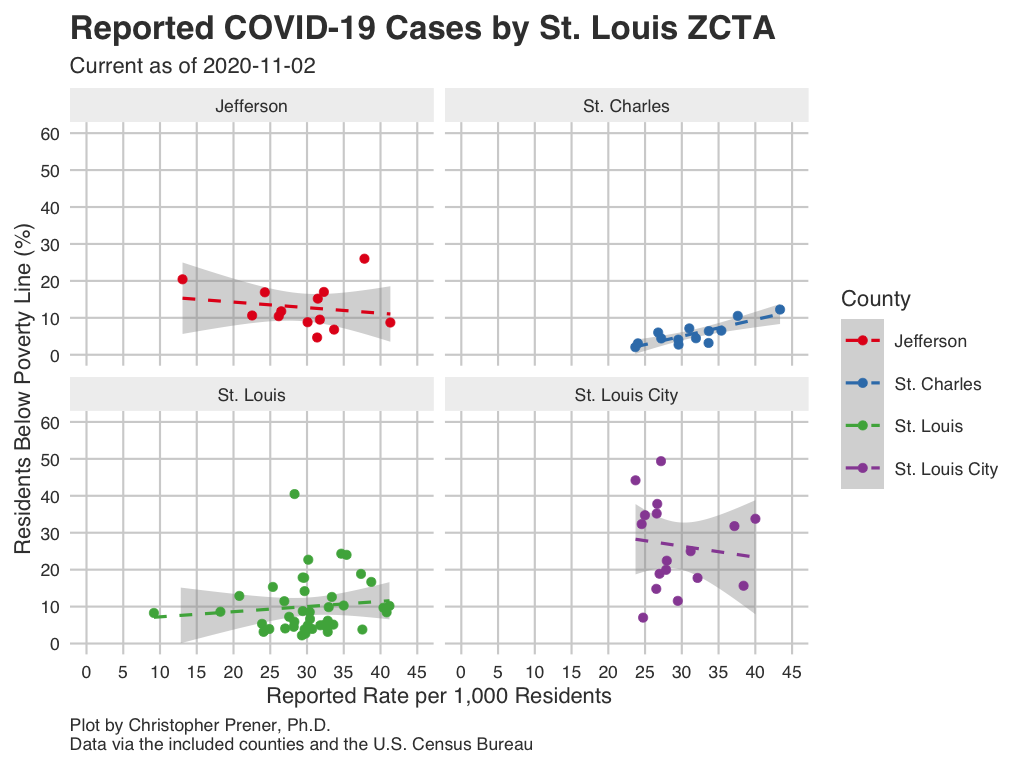 Reported COVID-19 Cases by St. Louis ZCTA
Current as of 2020-11-02
Jefferson
St. Charles
60
50
40
30
20
10
0
St. Louis
St. Louis City
60
50
40
30
20
10
0
0 5 10 15 20 25 30 35 40 45
0 5 10 15 20 25 30 35 40 45
Residents Below Poverty Line (%)
Reported Rate per 1,000 Residents
County
Jefferson
St. Charles
St. Louis
St. Louis City
Plot by Christopher Prener, Ph.D.
Data via the included counties and the U.S. Census Bureau